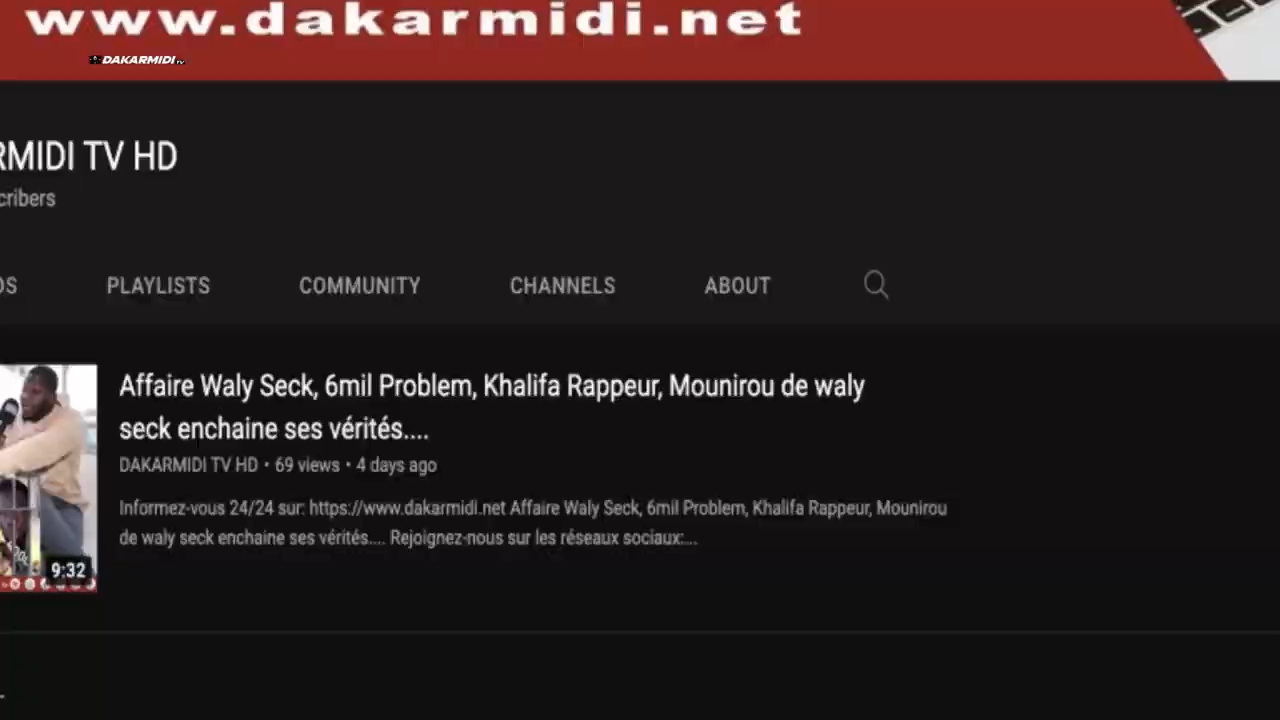 www.dakarmidi.net
DAKARMIDI TV
RMIDI TV HD
cribers
OS
PLAYLISTS
COMMUNITY
CHANNELS
ABOUT
Affaire Waly Seck, 6mil Problem, Khalifa Rappeur, Mounirou de waly
seck enchaine ses vérités....
DAKARMIDI TV HD • 69 views • 4 days ago
Informez-vous 24/24 sur: https://www.dakarmidi.net Affaire Waly Seck, 6mil Problem, Khalifa Rappeur, Mounirou
de waly seck enchaine ses vérités.... Rejoignez-nous sur les réseaux sociaux:...
9:32